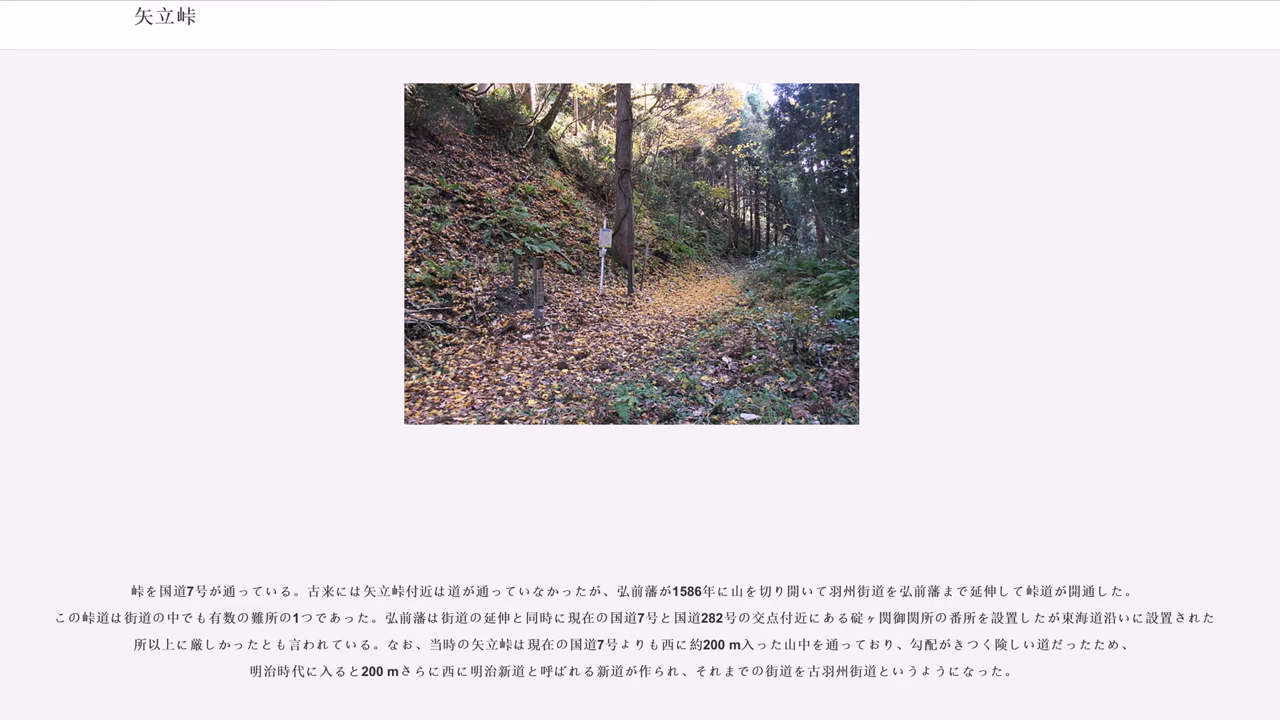 矢立峠
峠を国道7号が通っている。古来には矢立峠付近は道が通っていなかったが、弘前藩が1586年に山を切り開いて羽州街道を弘前藩まで延伸して峠道が開通した。
この峠道は街道の中でも有数の難所の1つであった。弘前藩は街道の延伸と同時に現在の国道7号と国道282号の交点付近にある碇ヶ関御関所の番所を設置したが東海道沿いに設置された
所以上に厳しかったとも言われている。なお、当時の矢立峠は現在の国道7号よりも西に約200 m入った山中を通っており、勾配がきつく険しい道だったため、
明治時代に入ると200 mさらに西に明治新道と呼ばれる新道が作られ、それまでの街道を古羽州街道というようになった。